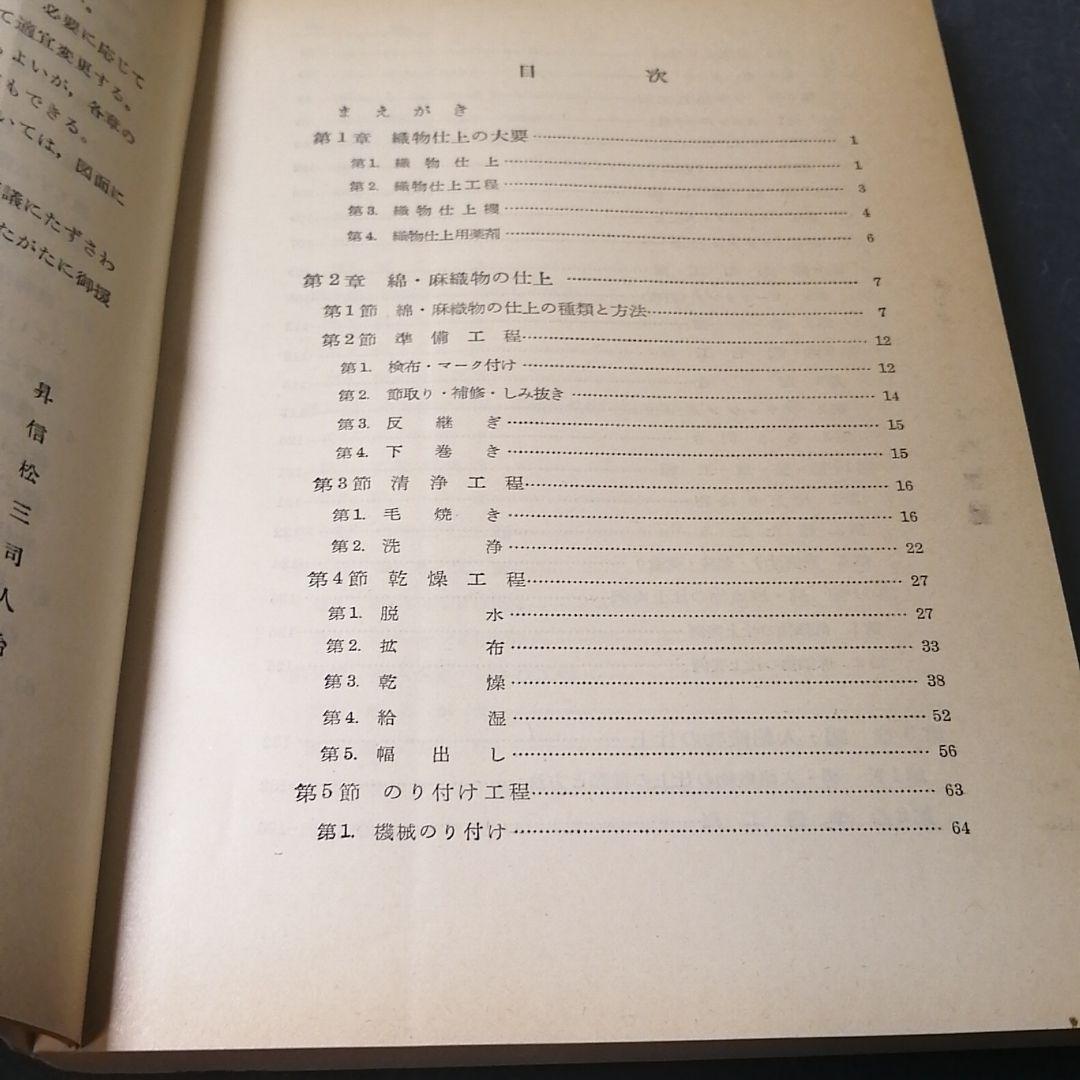 必要に応じて
て適宜変更する。
よいが，各章の
もできる。
いては，図面に
議にたずさわ
たがたに御援
昇
信
松
三
司
人
目次
まえがき
第1章 織物仕上の大要 1
第1. 織物仕上 1
第2. 織物仕上工程 3
第3. 織物仕上機 4
第4. 織物仕上用薬剤 6
第2章 綿・麻織物の仕上 7
第1節 綿・麻織物の仕上の種類と方法 7
第2節 準備工程 12
第1. 検布・マーク付け 12
第2. 節取り・補修・しみ抜き 14
第3. 反継ぎ 15
第4. 下巻き 15
第3節 清浄工程 16
第1. 毛焼き 16
第2. 洗浄 22
第4節 乾燥工程 27
第1. 脱水 27
第2. 拡布 33
第3. 乾燥 38
第4. 給湿 52
第5. 幅出し 56
第5節 のり付け工程 63
第1. 機械のり付け 64